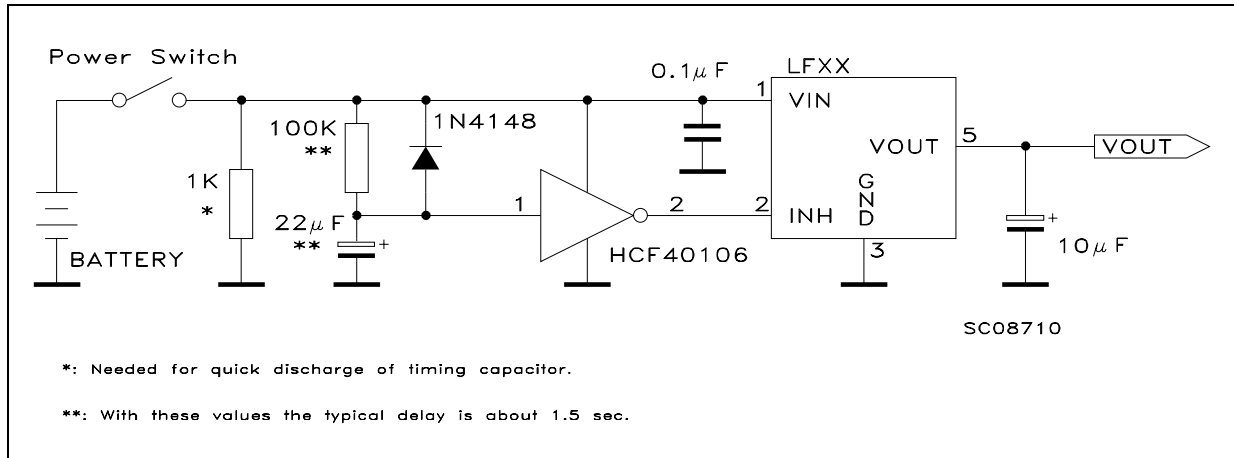 Power Switch
0.1μF
LFXX
1
VIN
100K
**
1N4148
5
VOUT
VOUT
1K
*
GND
22μF
**
+
1
2
2
INH
+
BATTERY
HCF40106
3
10μF
SC08710
*: Needed for quick discharge of timing capacitor.
**: With these values the typical delay is about 1.5 sec.